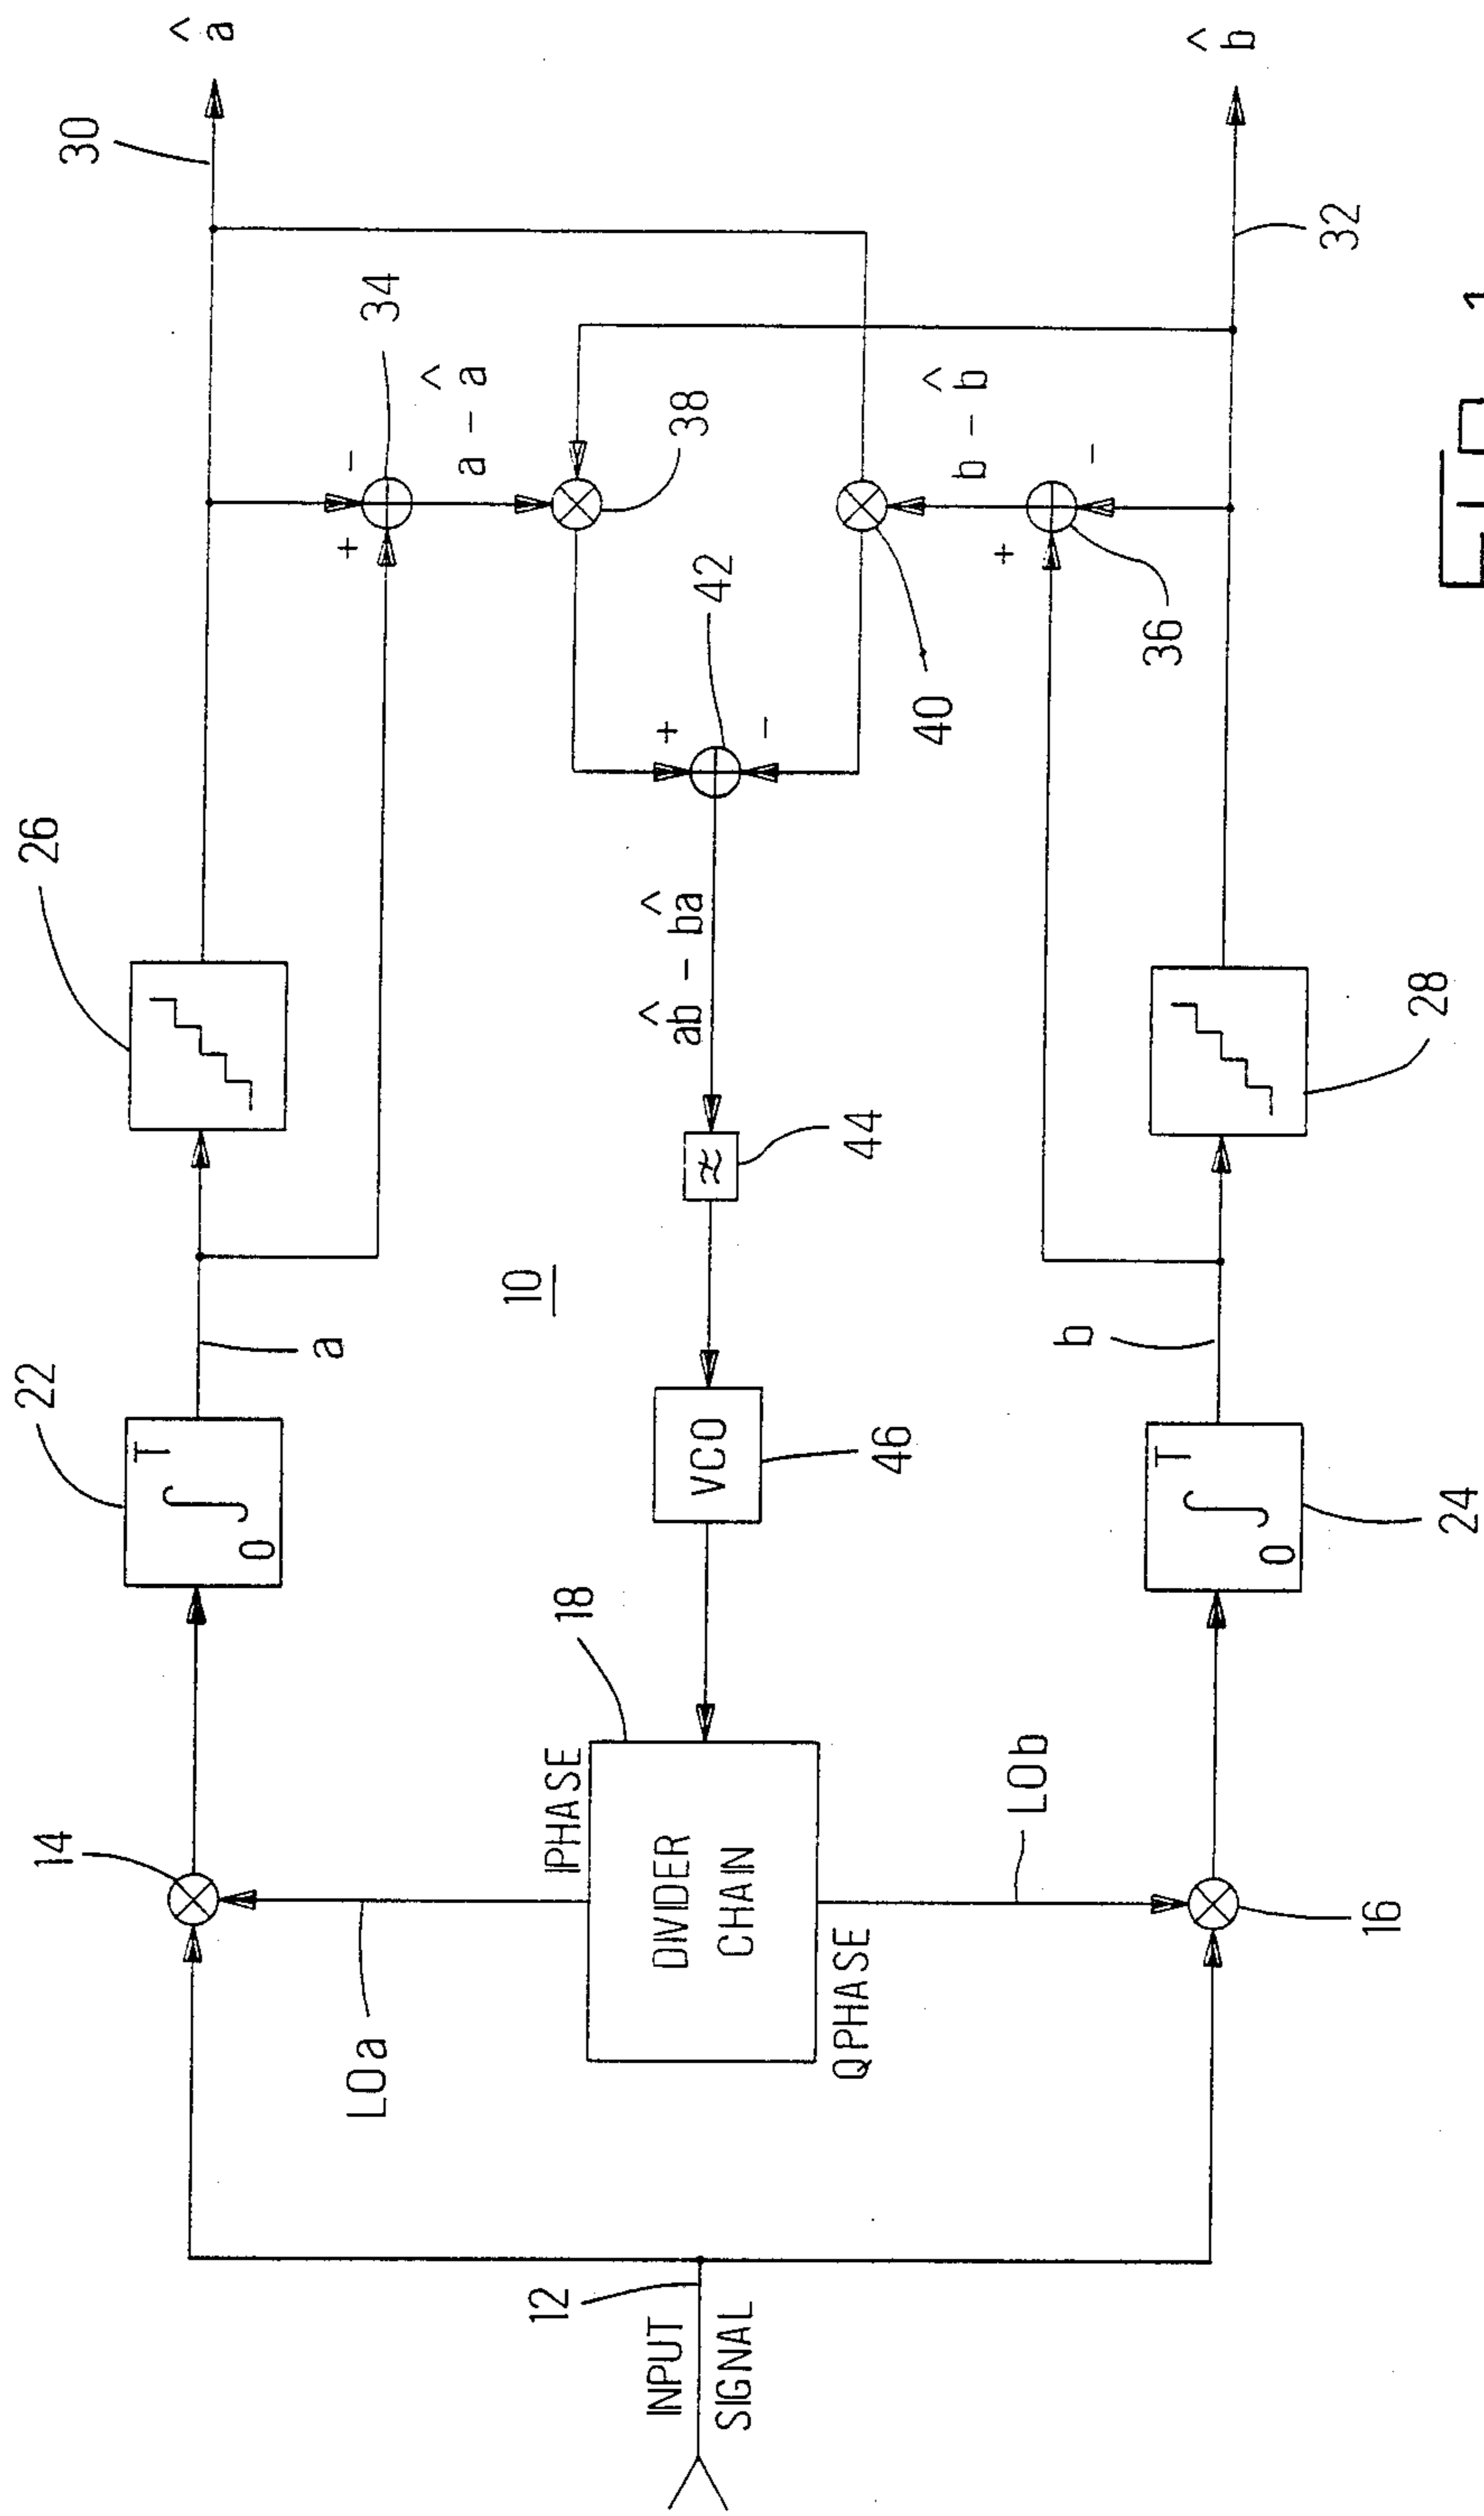 INPUT
SIGNAL
12
14
LOa
IPHASE
18
DIVIDER
CHAIN
QPHASE
LOb
16
22
T
∫
0
a
VCO
46
10
24
T
∫
0
b
26
44
≈
âb̂ - b̂â
28
+
-
34
a - â
42
+
-
38
40
b - b̂
+
-
36
30
â
32
b̂